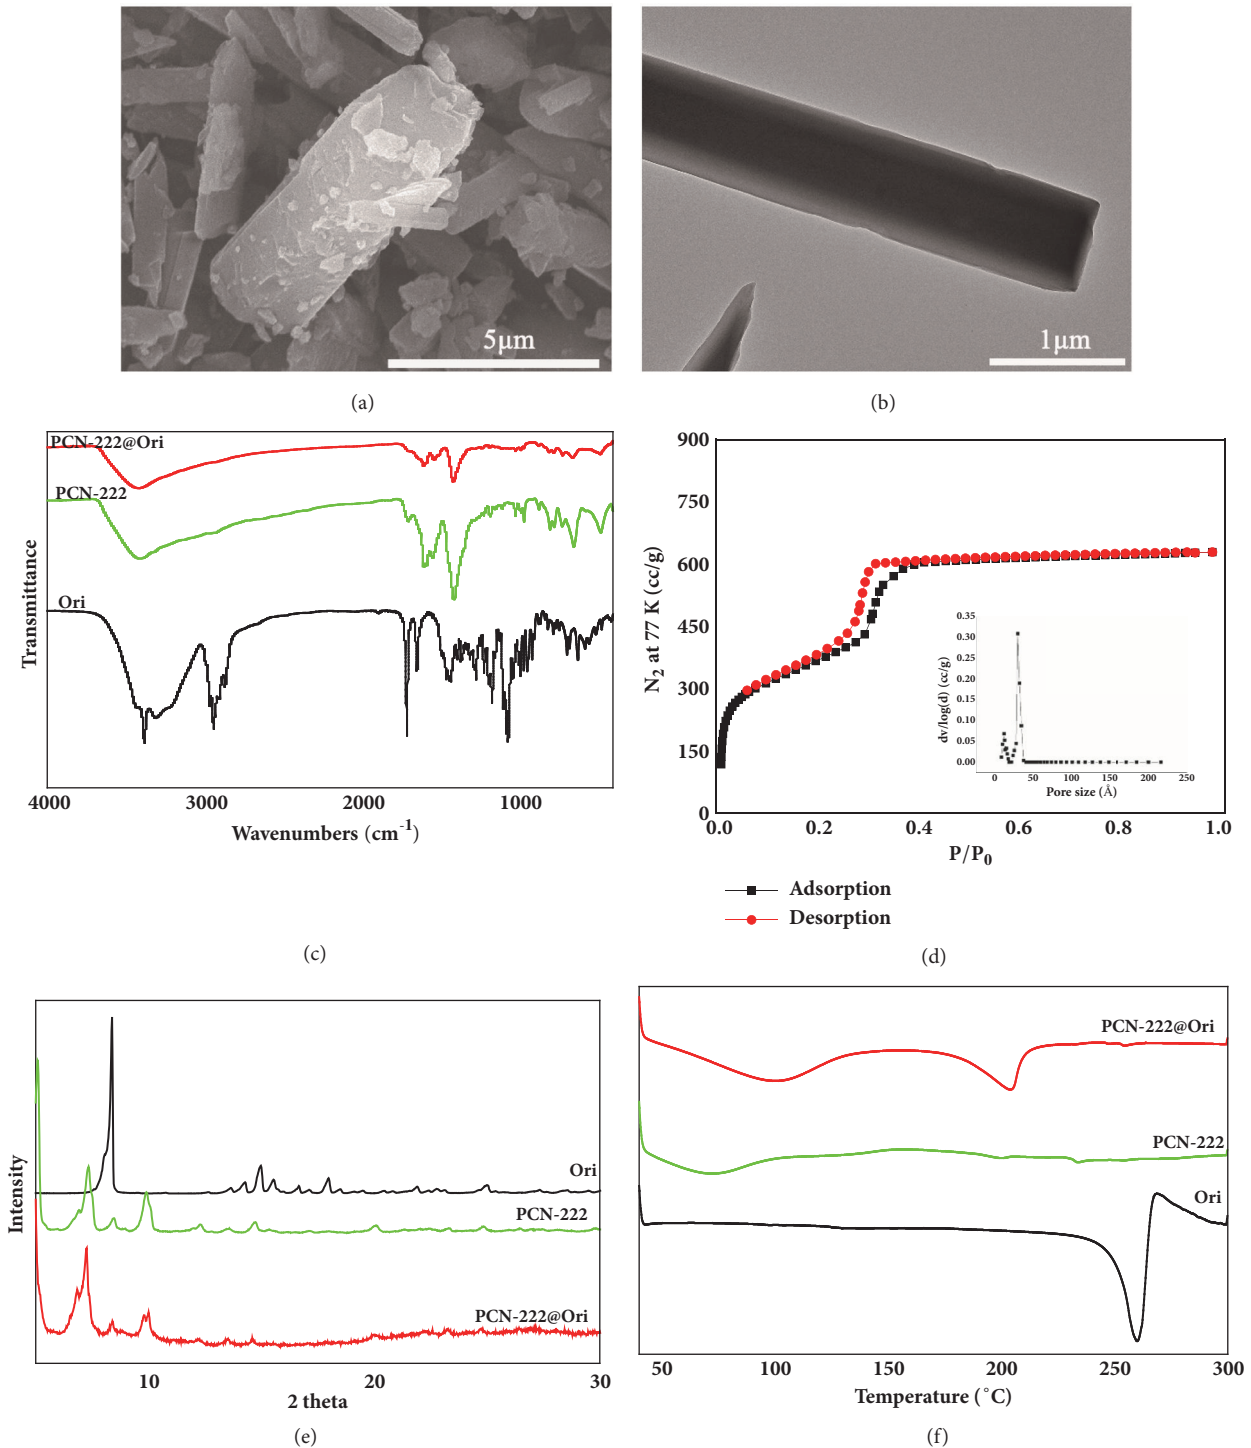 5μm
1μm
(a)
(b)
PCN-222@Ori
PCN-222
Ori
Transmittance
4000
3000
2000
1000
Wavenumbers (cm-1)
(c)
900
750
600
450
300
150
0
N2 at 77 K (cc/g)
0.35
0.30
0.25
0.20
0.15
0.10
0.05
0.00
dv/log(d) (cc/g)
0
50
100
150
200
250
Pore size (Å)
0.0
0.2
0.4
0.6
0.8
1.0
P/P0
Adsorption
Desorption
(d)
Intensity
Ori
PCN-222
PCN-222@Ori
10
20
30
2 theta
(e)
PCN-222@Ori
PCN-222
Ori
50
100
150
200
250
300
Temperature (˚C)
(f)